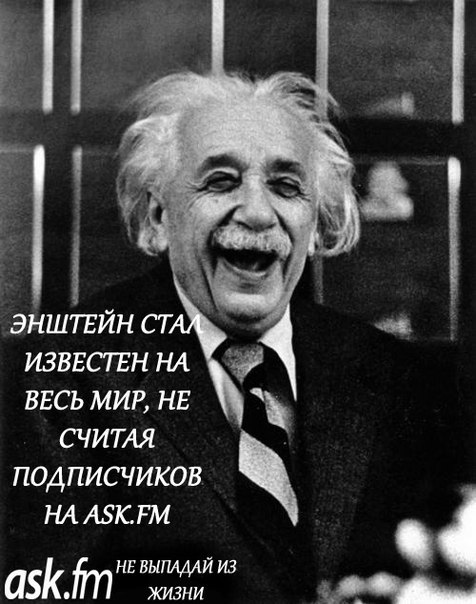 ЭНШТЕЙН СТАЛ
ИЗВЕСТЕН НА
ВЕСЬ МИР, НЕ
СЧИТАЯ
ПОДПИСЧИКОВ
НА ASK.FM
ask.fm НЕ ВЫПАДАЙ ИЗ
ЖИЗНИ